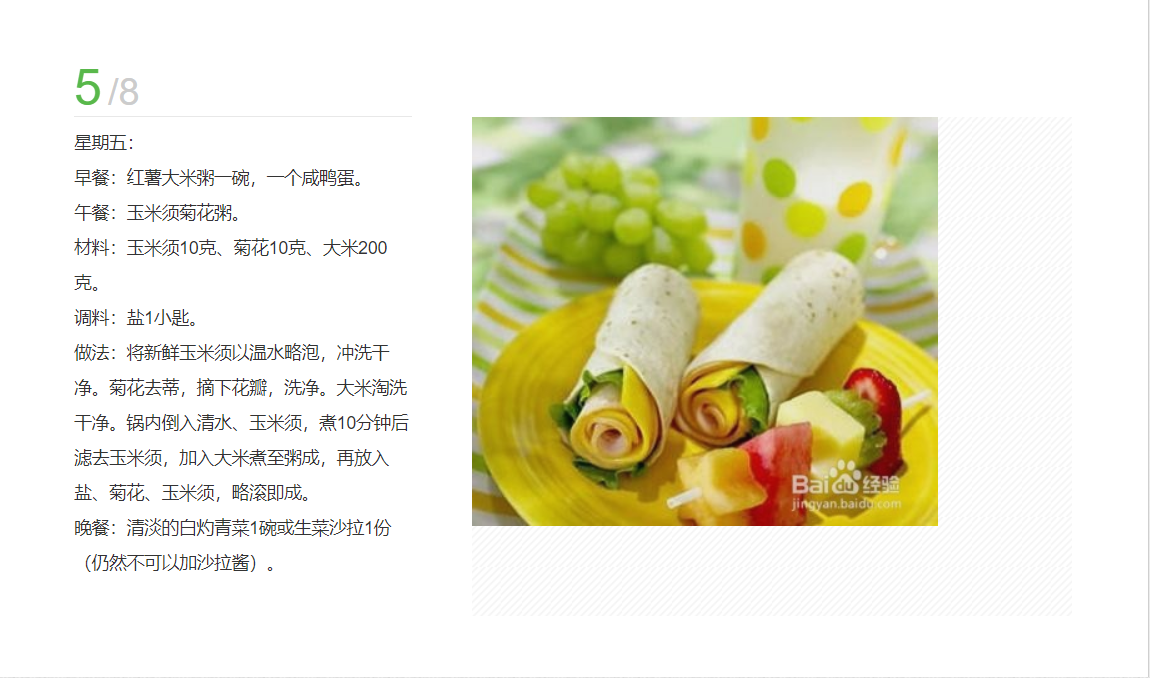 5/8
星期五：
早餐：红薯大米粥一碗，一个咸鸭蛋。
午餐：玉米须菊花粥。
材料：玉米须10克、菊花10克、大米200
克。
调料：盐1小匙。
做法：将新鲜玉米须以温水略泡，冲洗干
净。菊花去蒂，摘下花瓣，洗净。大米淘洗
干净。锅内倒入清水、玉米须，煮10分钟后
滤去玉米须，加入大米煮至粥成，再放入
盐、菊花、玉米须，略滚即成。
晚餐：清淡的白灼青菜1碗或生菜沙拉1份
（仍然不可以加沙拉酱）。
Bai du 经验
jingyan.baidu.com